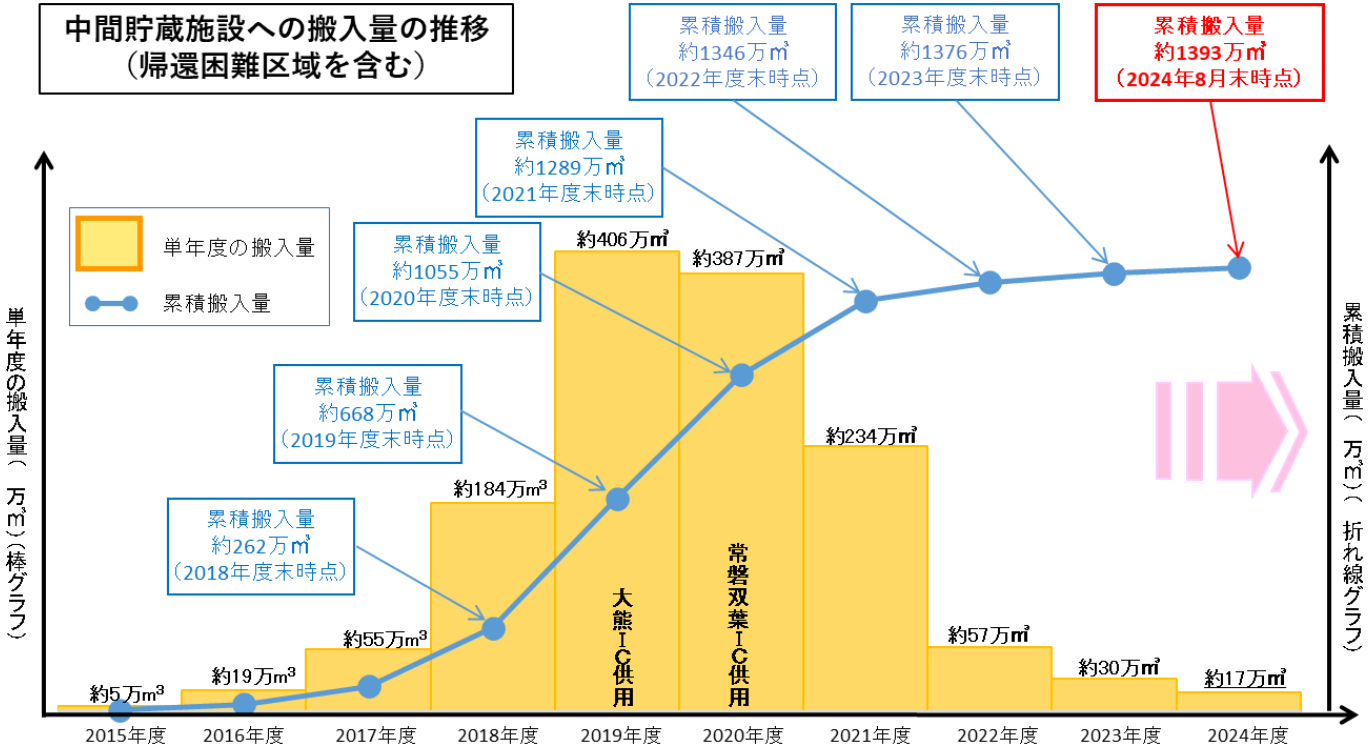 中間貯蔵施設への搬入量の推移
（帰還困難区域を含む）
累積搬入量
約1346万㎥
（2022年度末時点）
累積搬入量
約1376万㎥
（2023年度末時点）
累積搬入量
約1393万㎥
（2024年8月末時点）
累積搬入量
約1289万㎥
（2021年度末時点）
単年度の搬入量
累積搬入量
累積搬入量
約1055万㎥
（2020年度末時点）
累積搬入量
約668万㎥
（2019年度末時点）
累積搬入量
約262万㎥
（2018年度末時点）
単年度の搬入量（　万㎥）（棒グラフ）
累積搬入量（　万㎥）（　折れ線グラフ）
約5万m³
約19万m³
約55万m³
約184万m³
約406万㎥
約387万㎥
約234万㎥
約57万㎥
約30万㎥
約17万㎥
大熊ＩＣ供用
常磐双葉ＩＣ供用
2015年度
2016年度
2017年度
2018年度
2019年度
2020年度
2021年度
2022年度
2023年度
2024年度